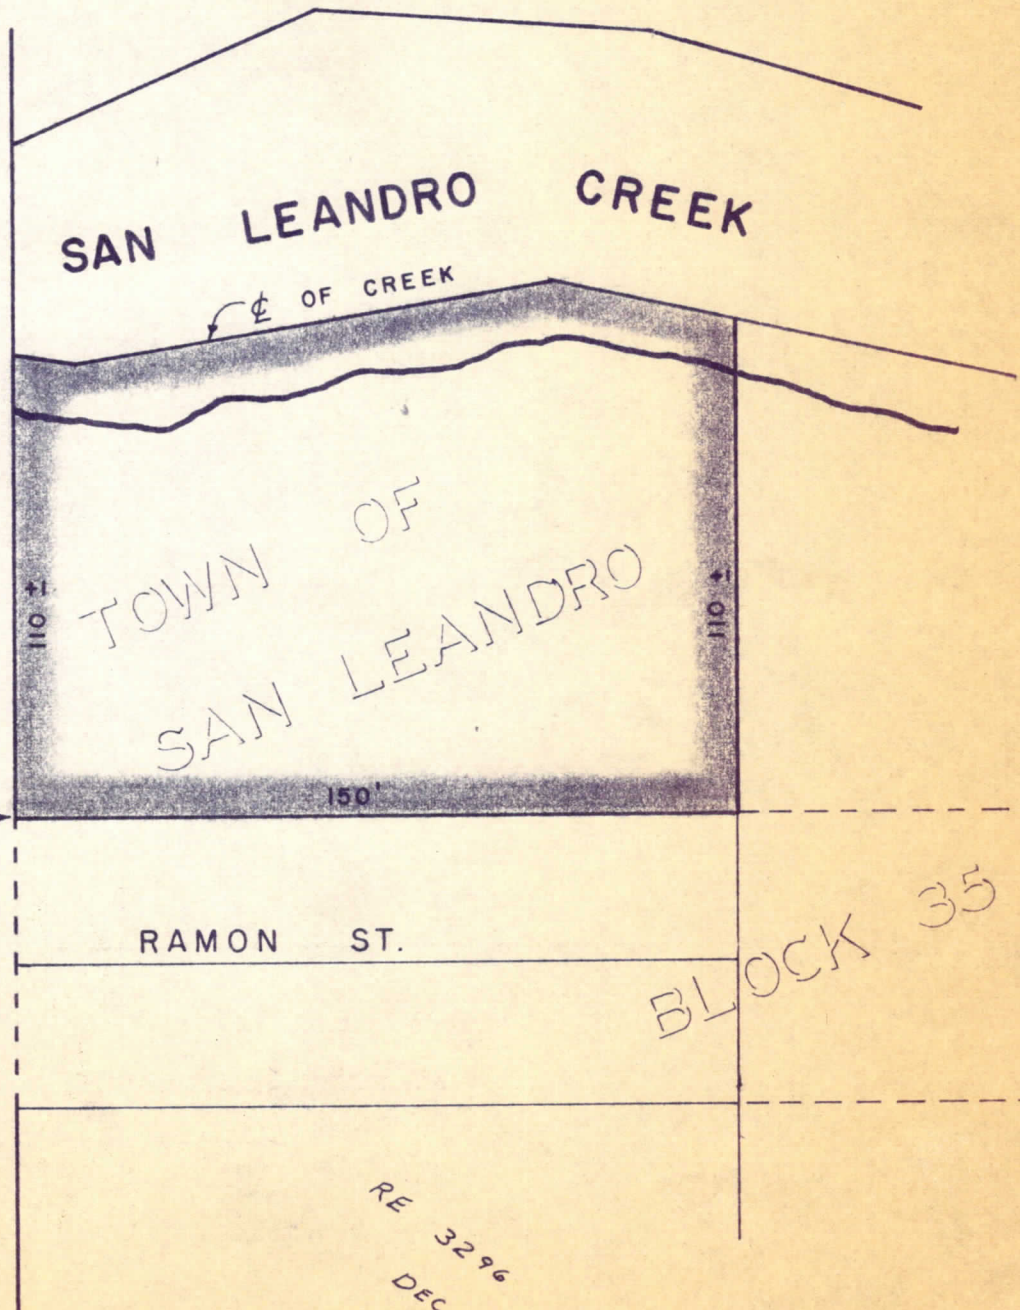 SAN LEANDRO CREEK
℄ OF CREEK
TOWN OF
SAN LEANDRO
110 ±
110 ±
150'
RAMON ST.
BLOCK 35
RE 3296
DEC